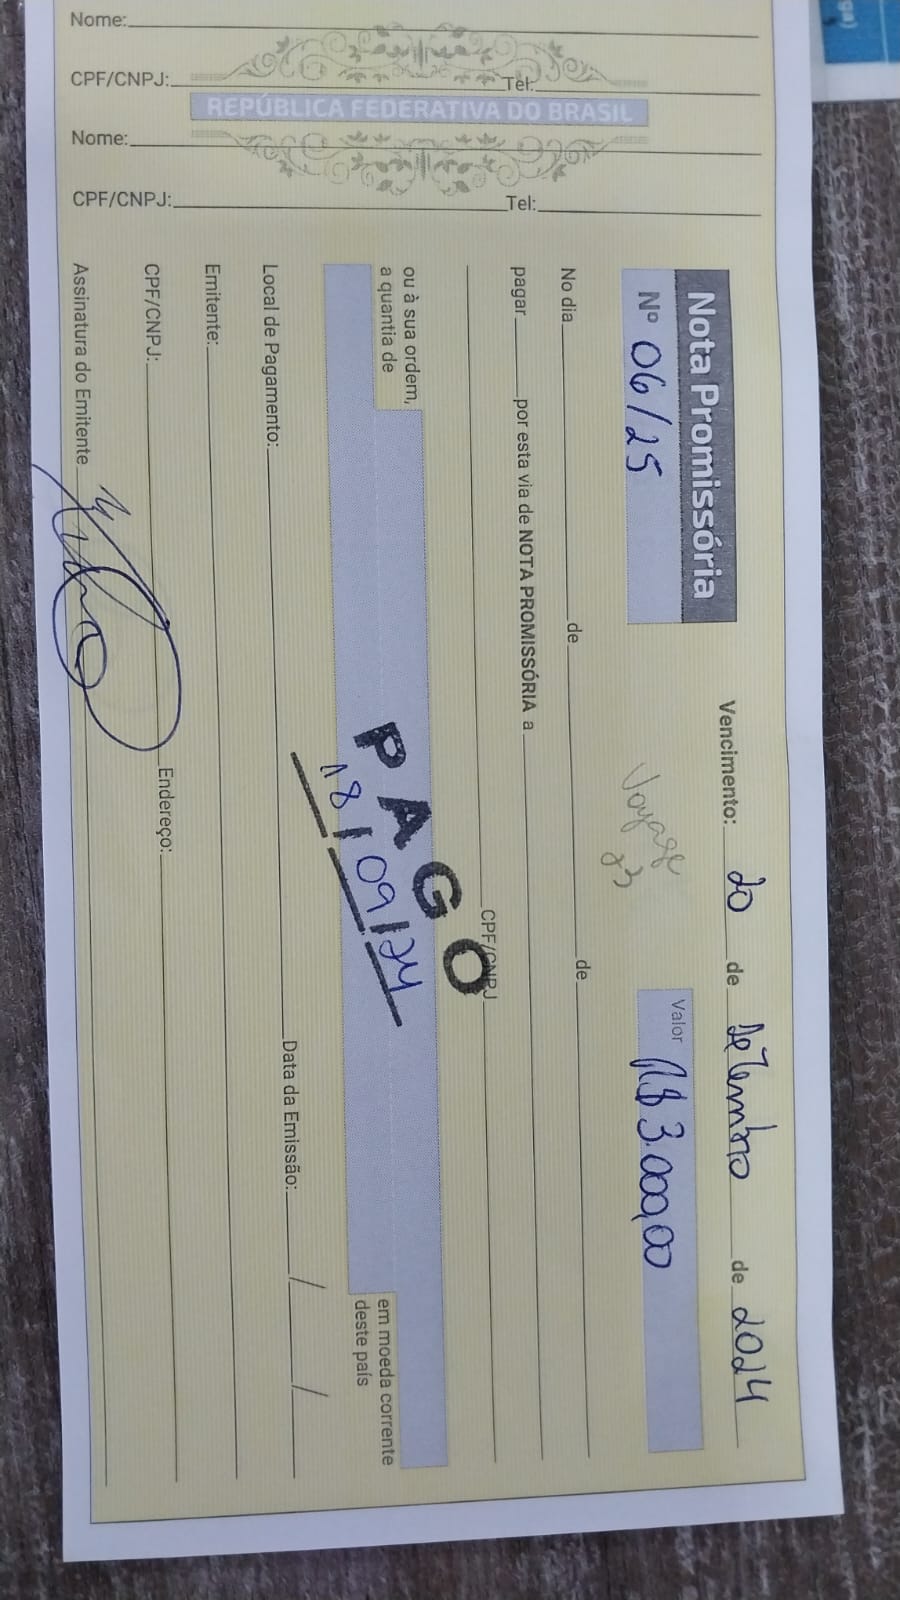 Nome:
CPF/CNPJ: Tel:
REPÚBLICA FEDERATIVA DO BRASIL
Nome:
CPF/CNPJ: Tel:
Nota Promissória
Vencimento: 20 de Setembro de 2024
Nº 06/25
Voyage
23
Valor R$ 3.000,00
No dia de de
pagar por esta via de NOTA PROMISSÓRIA a
CPF/CNPJ
ou à sua ordem,
a quantia de
em moeda corrente
deste país
PAGO
18/09/24
Local de Pagamento: Data da Emissão: / /
Emitente:
CPF/CNPJ: Endereço:
Assinatura do Emitente
ga)